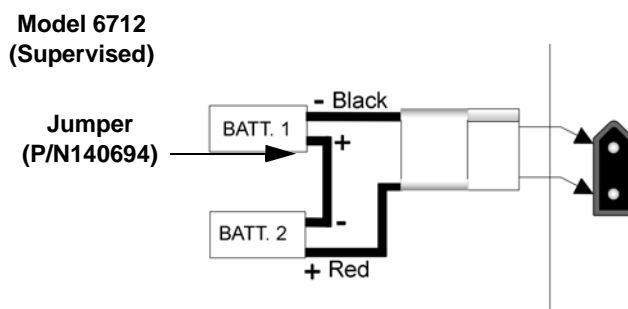 Model 6712
(Supervised)
Jumper
(P/N140694)
- Black
BATT. 1
+
-
BATT. 2
+ Red